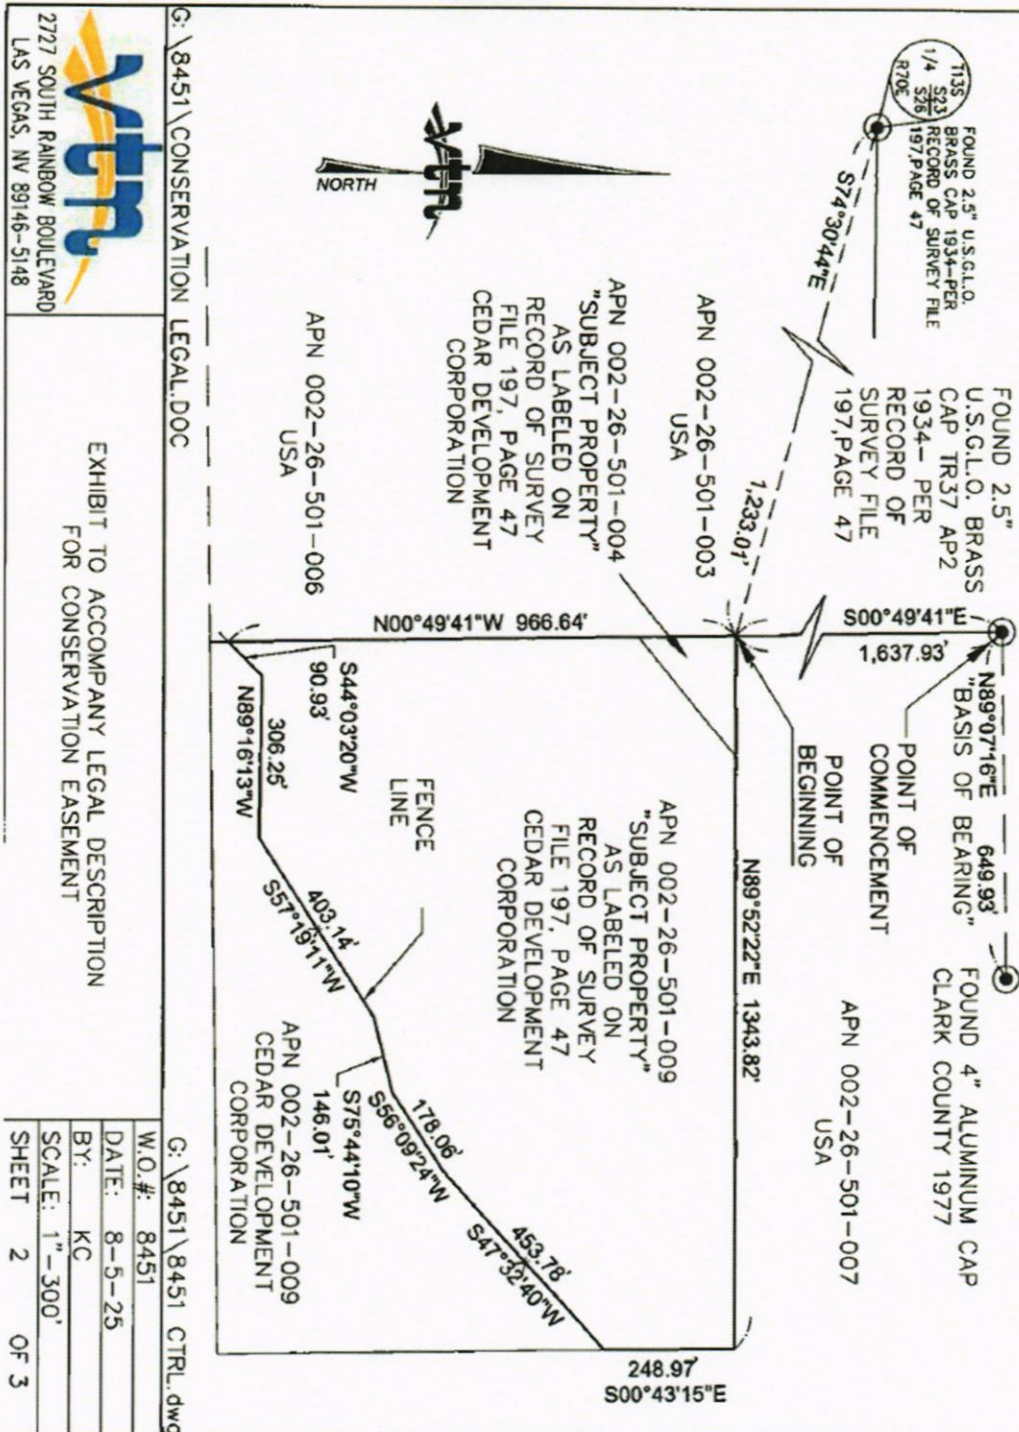 T13S
1/4 S23
S26
R70E
FOUND 2.5" U.S.G.L.O.
BRASS CAP 1934-PER
RECORD OF SURVEY FILE
197,PAGE 47
S74°30'44"E
1,233.01'
FOUND 2.5"
U.S.G.L.O. BRASS
CAP TR37 AP2
1934- PER
RECORD OF
SURVEY FILE
197,PAGE 47
N89°07'16"E 649.93'
"BASIS OF BEARING"
FOUND 4" ALUMINUM CAP
CLARK COUNTY 1977
S00°49'41"E
1,637.93'
POINT OF
COMMENCEMENT
POINT OF
BEGINNING
APN 002-26-501-007
USA
vtm
NORTH
APN 002-26-501-003
USA
APN 002-26-501-004
"SUBJECT PROPERTY"
AS LABELED ON
RECORD OF SURVEY
FILE 197, PAGE 47
CEDAR DEVELOPMENT
CORPORATION
N89°52'22"E 1343.82'
APN 002-26-501-009
"SUBJECT PROPERTY"
AS LABELED ON
RECORD OF SURVEY
FILE 197, PAGE 47
CEDAR DEVELOPMENT
CORPORATION
N00°49'41"W 966.64'
248.97'
S00°43'15"E
FENCE
LINE
APN 002-26-501-006
USA
S44°03'20"W
90.93'
306.25'
N89°16'13"W
403.14'
S57°19'11"W
S75°44'10"W
146.01'
178.06'
S56°09'24"W
453.78'
S47°32'40"W
APN 002-26-501-009
CEDAR DEVELOPMENT
CORPORATION
G:\8451\CONSERVATION LEGAL.DOC
G:\8451\8451 CTRL.dwg
vtm
2727 SOUTH RAINBOW BOULEVARD
LAS VEGAS, NV 89146-5148
EXHIBIT TO ACCOMPANY LEGAL DESCRIPTION
FOR CONSERVATION EASEMENT
W.O.#: 8451
DATE: 8-5-25
BY: KC
SCALE: 1"-300'
SHEET 2 OF 3